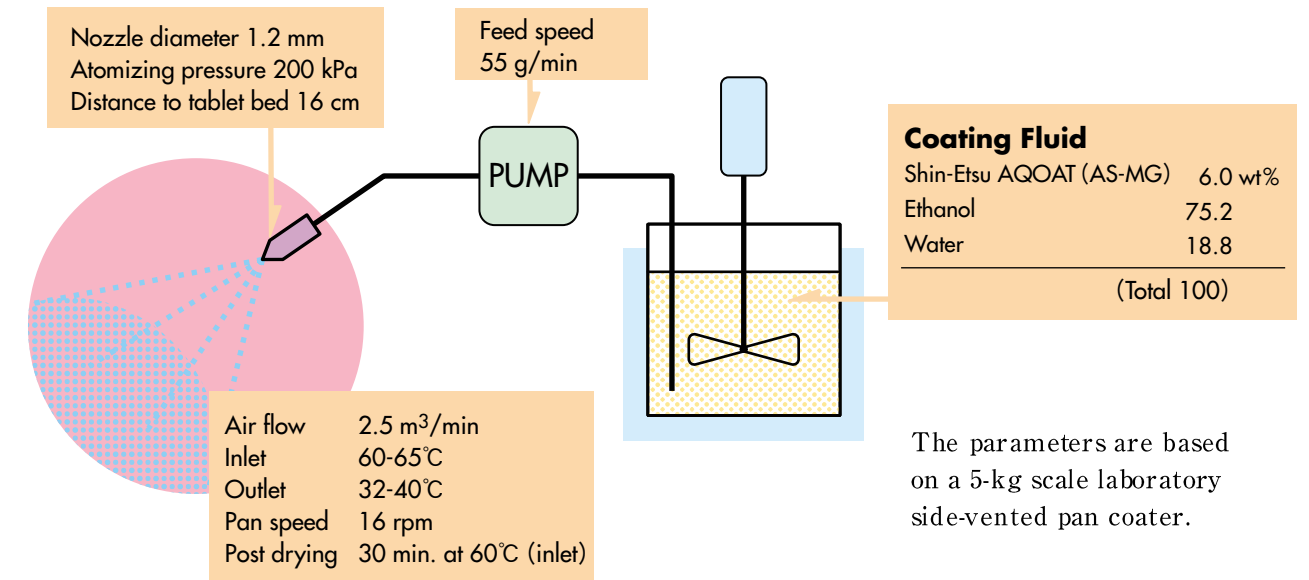 Nozzle diameter 1.2 mm
Atomizing pressure 200 kPa
Distance to tablet bed 16 cm
Feed speed
55 g/min
PUMP
Coating Fluid
Shin-Etsu AQOAT (AS-MG) 6.0 wt%
Ethanol 75.2
Water 18.8
(Total 100)
Air flow 2.5 m³/min
Inlet 60-65℃
Outlet 32-40℃
Pan speed 16 rpm
Post drying 30 min. at 60℃ (inlet)
The parameters are based
on a 5-kg scale laboratory
side-vented pan coater.